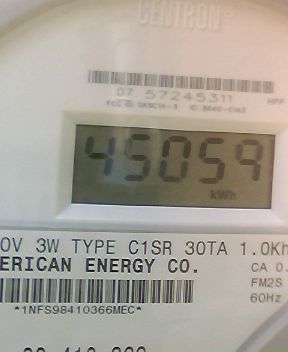 CENTRON
07 57245311 HPP
45059
kWh
0V 3W TYPE C1SR 30TA 1.0Kh
ERICAN ENERGY CO.
CA 0.
FM2S
60Hz
*1NFS98410366MEC*